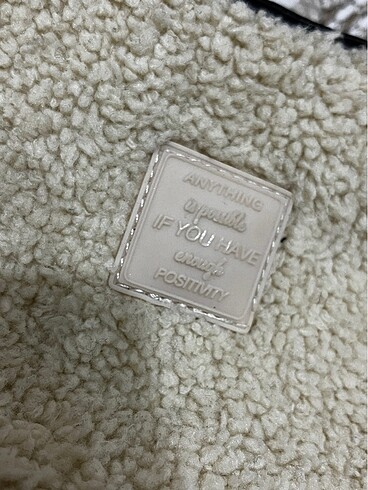 ANYTHING
is possible
IF YOU HAVE
enough
POSITIVITY